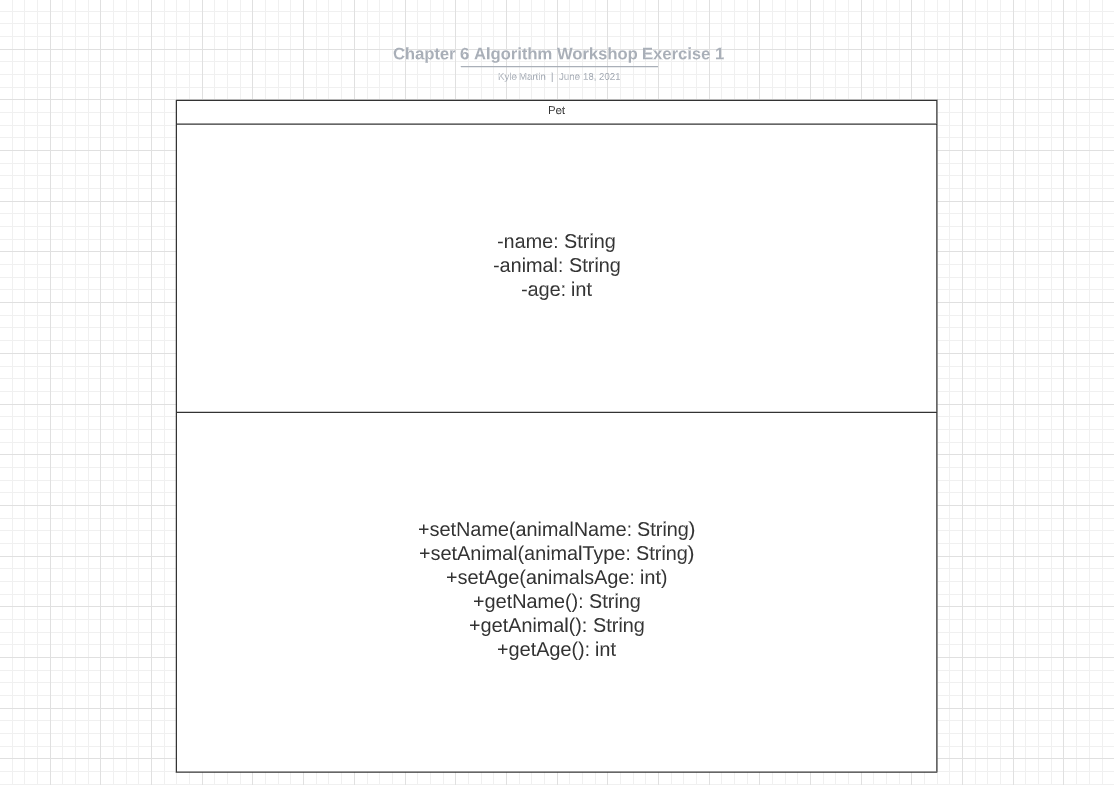 Chapter 6 Algorithm Workshop Exercise 1
Kyle Martin | June 18, 2021
Pet
-name: String
-animal: String
-age: int
+setName(animalName: String)
+setAnimal(animalType: String)
+setAge(animalsAge: int)
+getName(): String
+getAnimal(): String
+getAge(): int